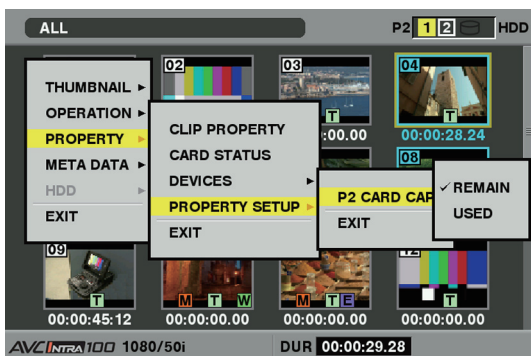 ALL
P2 1 2 HDD
02
03
04
THUMBNAIL
OPERATION
PROPERTY
META DATA
HDD
EXIT
CLIP PROPERTY
CARD STATUS
DEVICES
PROPERTY SETUP
EXIT
P2 CARD CAP
EXIT
REMAIN
USED
T
:00.00
T
00:00:28.24
08
09
12
T
M T W
M T E
T
00:00:45:12
00:00:00.00
00:00:00.00
00:00:00.00
AVC INTRA 100 1080/50i
DUR 00:00:29.28